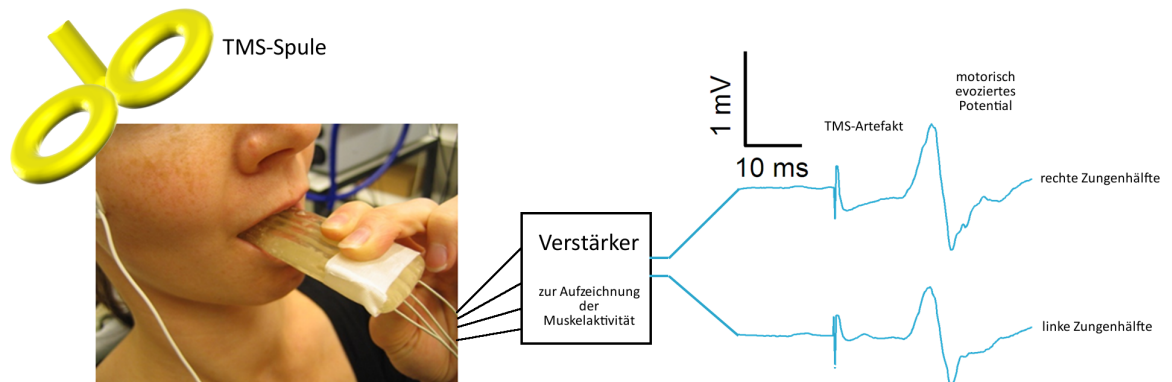 TMS-Spule
1 mV
10 ms
motorisch
evoziertes
Potential
TMS-Artefakt
rechte Zungenhälfte
Verstärker
zur Aufzeichnung
der
Muskelaktivität
linke Zungenhälfte